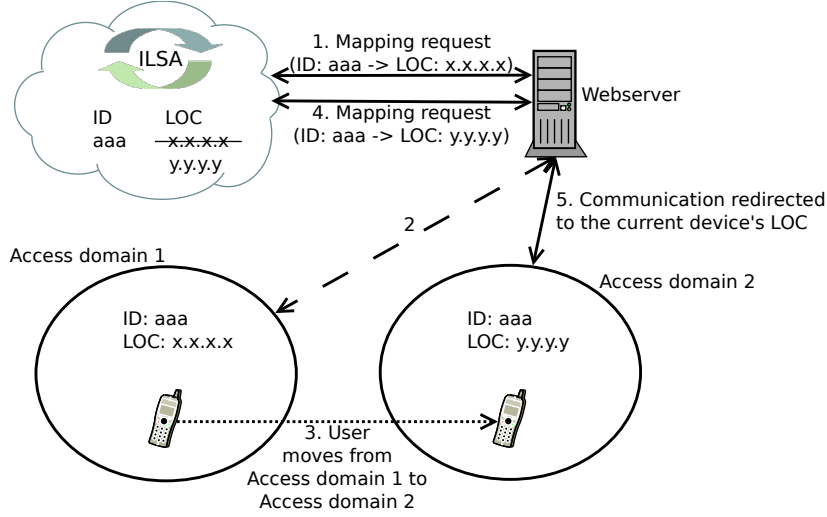 ILSA
1. Mapping request
(ID: aaa -> LOC: x.x.x.x)
4. Mapping request
(ID: aaa -> LOC: y.y.y.y)
Webserver
ID LOC
aaa x.x.x.x
y.y.y.y
5. Communication redirected
to the current device's LOC
2
Access domain 1
Access domain 2
ID: aaa
LOC: x.x.x.x
ID: aaa
LOC: y.y.y.y
3. User
moves from
Access domain 1 to
Access domain 2